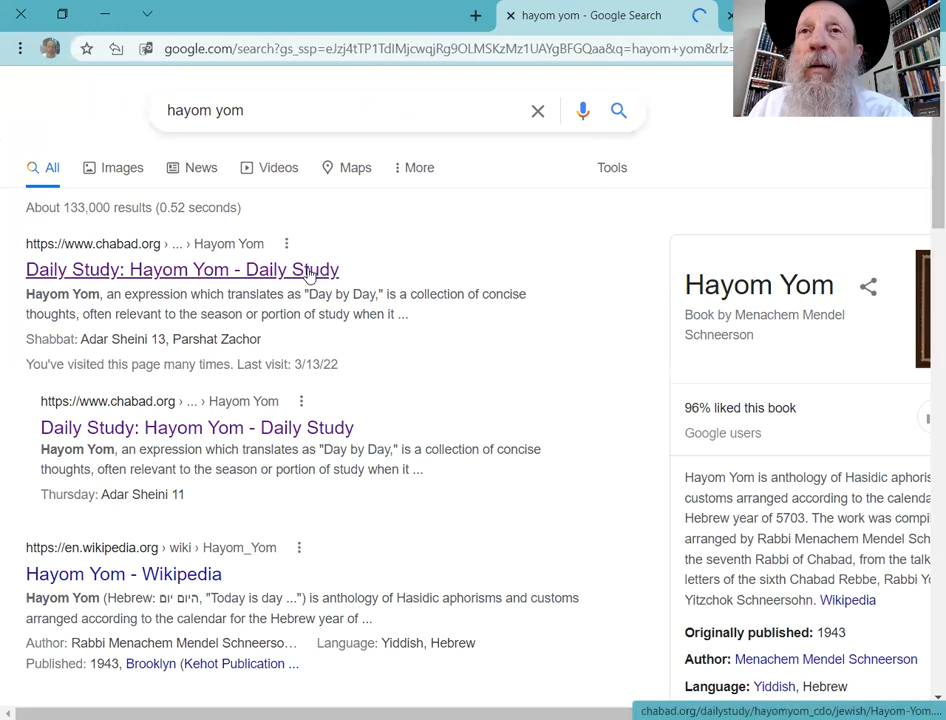 hayom yom - Google Search
google.com/search?gs_ssp=eJzj4tTP1TdIMjcwqjRg9OLMSKzMz1UAYgBFGQaa&q=hayom+yom&rlz=
hayom yom
All
Images
News
Videos
Maps
More
Tools
About 133,000 results (0.52 seconds)
https://www.chabad.org › ... › Hayom Yom
Daily Study: Hayom Yom - Daily Study
Hayom Yom, an expression which translates as "Day by Day," is a collection of concise
thoughts, often relevant to the season or portion of study when it ...
Shabbat: Adar Sheini 13, Parshat Zachor
You've visited this page many times. Last visit: 3/13/22
https://www.chabad.org › ... › Hayom Yom
Daily Study: Hayom Yom - Daily Study
Hayom Yom, an expression which translates as "Day by Day," is a collection of concise
thoughts, often relevant to the season or portion of study when it ...
Thursday: Adar Sheini 11
https://en.wikipedia.org › wiki › Hayom_Yom
Hayom Yom - Wikipedia
Hayom Yom (Hebrew: היום יום, "Today is day ...") is anthology of Hasidic aphorisms and customs
arranged according to the calendar for the Hebrew year of ...
Author: Rabbi Menachem Mendel Schneerso… Language: Yiddish, Hebrew
Published: 1943, Brooklyn (Kehot Publication ...
Hayom Yom
Book by Menachem Mendel
Schneerson
96% liked this book
Google users
Hayom Yom is anthology of Hasidic aphoris
customs arranged according to the calenda
Hebrew year of 5703. The work was compi
arranged by Rabbi Menachem Mendel Sch
the seventh Rabbi of Chabad, from the talk
letters of the sixth Chabad Rebbe, Rabbi Y
Yitzchok Schneersohn. Wikipedia
Originally published: 1943
Author: Menachem Mendel Schneerson
Language: Yiddish, Hebrew
chabad.org/dailystudy/hayomyom_cdo/jewish/Hayom-Yom....